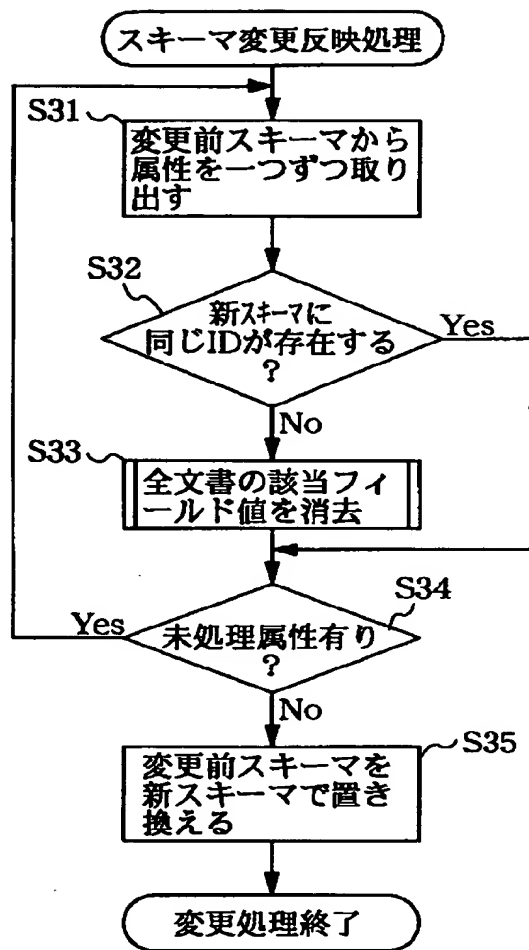 スキーマ変更反映処理
S31
変更前スキーマから
属性を一つずつ取り
出す
S32
新スキーマに
同じIDが存在する
?
Yes
No
S33
全文書の該当フィ
ールド値を消去
S34
Yes
未処理属性有り
?
No
S35
変更前スキーマを
新スキーマで置き
換える
変更処理終了